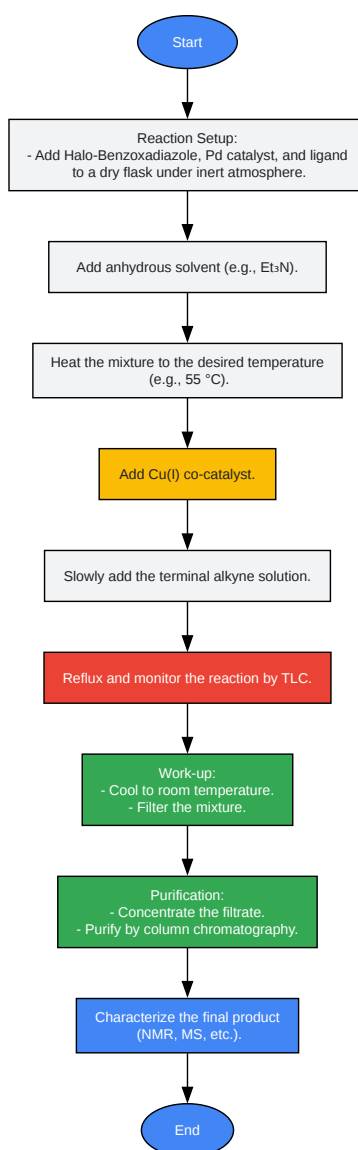 Start
Reaction Setup:
- Add Halo-Benzoxadiazole, Pd catalyst, and ligand
to a dry flask under inert atmosphere.
Add anhydrous solvent (e.g., Et₃N).
Heat the mixture to the desired temperature
(e.g., 55 °C).
Add Cu(I) co-catalyst.
Slowly add the terminal alkyne solution.
Reflux and monitor the reaction by TLC.
Work-up:
- Cool to room temperature.
- Filter the mixture.
Purification:
- Concentrate the filtrate.
- Purify by column chromatography.
Characterize the final product
(NMR, MS, etc.).
End